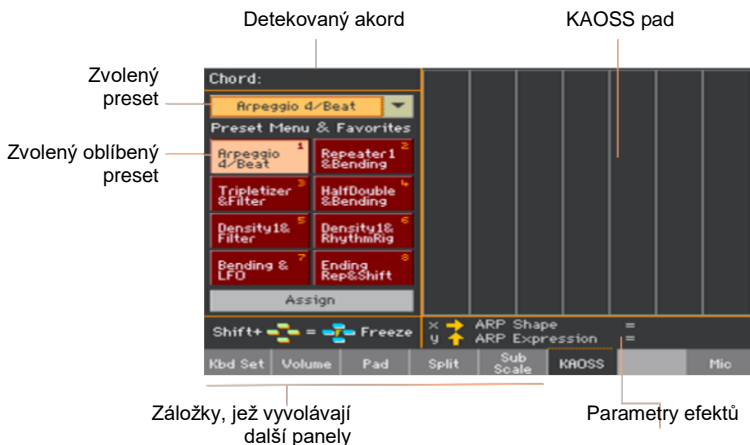 Detekovaný akord
KAOSS pad
Zvolený
preset
Zvolený oblíbený
preset
Chord:
Arpeggio 4/Beat
Preset Menu & Favorites
Arpeggio
4/Beat
1
Repeater1
&Bending
2
Tripletizer
&Filter
3
HalfDouble
&Bending
4
Density1&
Filter
5
Density1&
RhythmRig
6
Bending &
LFO
7
Ending
Rep&Shift
8
Assign
Shift+ = Freeze
x ARP Shape =
y ARP Expression =
Kbd Set Volume Pad Split Sub Scale KAOSS Mic
Záložky, jež vyvolávají
další panely
Parametry efektů